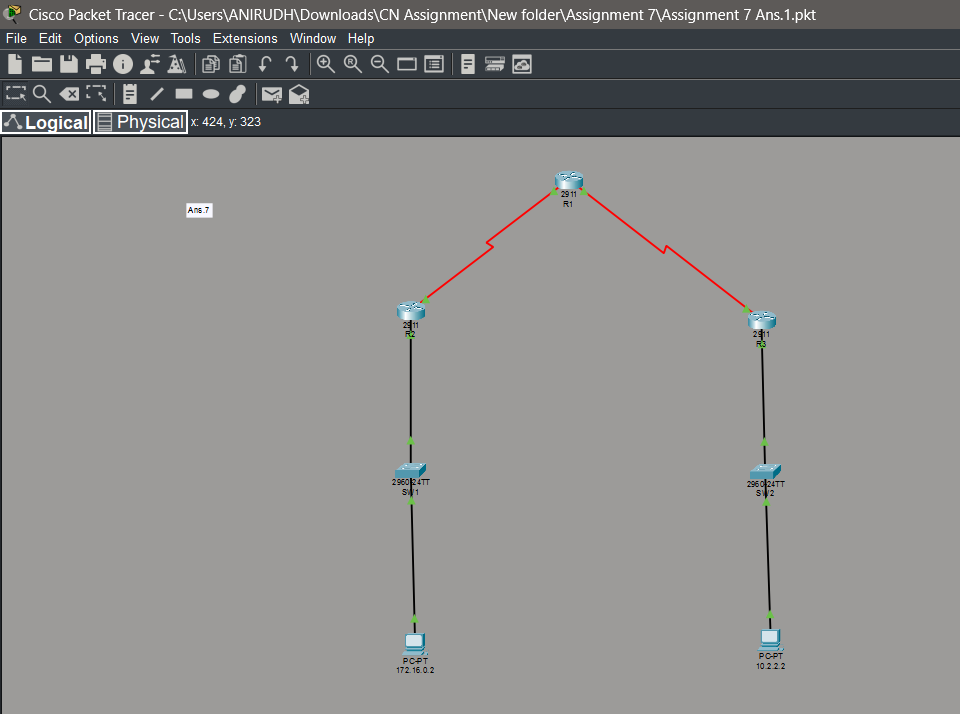 Cisco Packet Tracer - C:\Users\ANIRUDH\Downloads\CN Assignment\New folder\Assignment 7\Assignment 7 Ans.1.pkt
File Edit Options View Tools Extensions Window Help
Logical Physical x: 424, y: 323
2911
R1
Ans.7
2911
R2
2911
R3
2960-24TT
SW1
2960-24TT
SW2
PC-PT
172.16.0.2
PC-PT
10.2.2.2